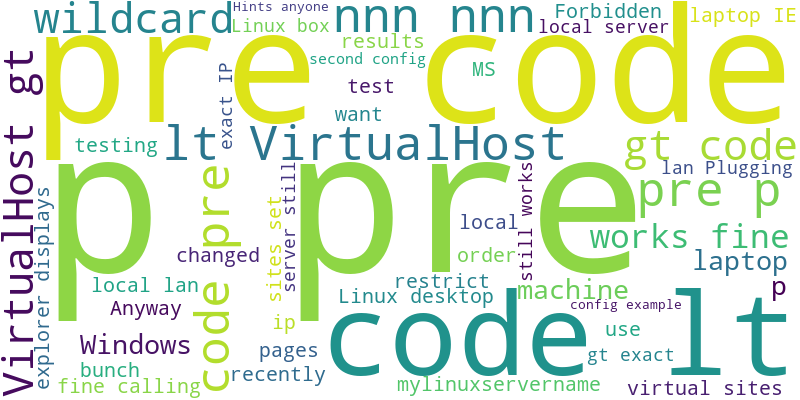 wildcard
Hints anyone
Linux box
nnn nnn
Forbidden
local server
laptop IE
pre code
results
second config
MS
exact IP
test
want
VirtualHost gt
testing
lt VirtualHost
gt code
p pre
lan Plugging
pre p
code pre
explorer displays
sites set
server still
still works
local
works fine
changed
order
laptop
local lan
restrict
machine
p
Anyway
Linux desktop
config example
code lt
ip
use
Windows
pages
gt exact
bunch
recently
fine calling
mylinuxservername
virtual sites